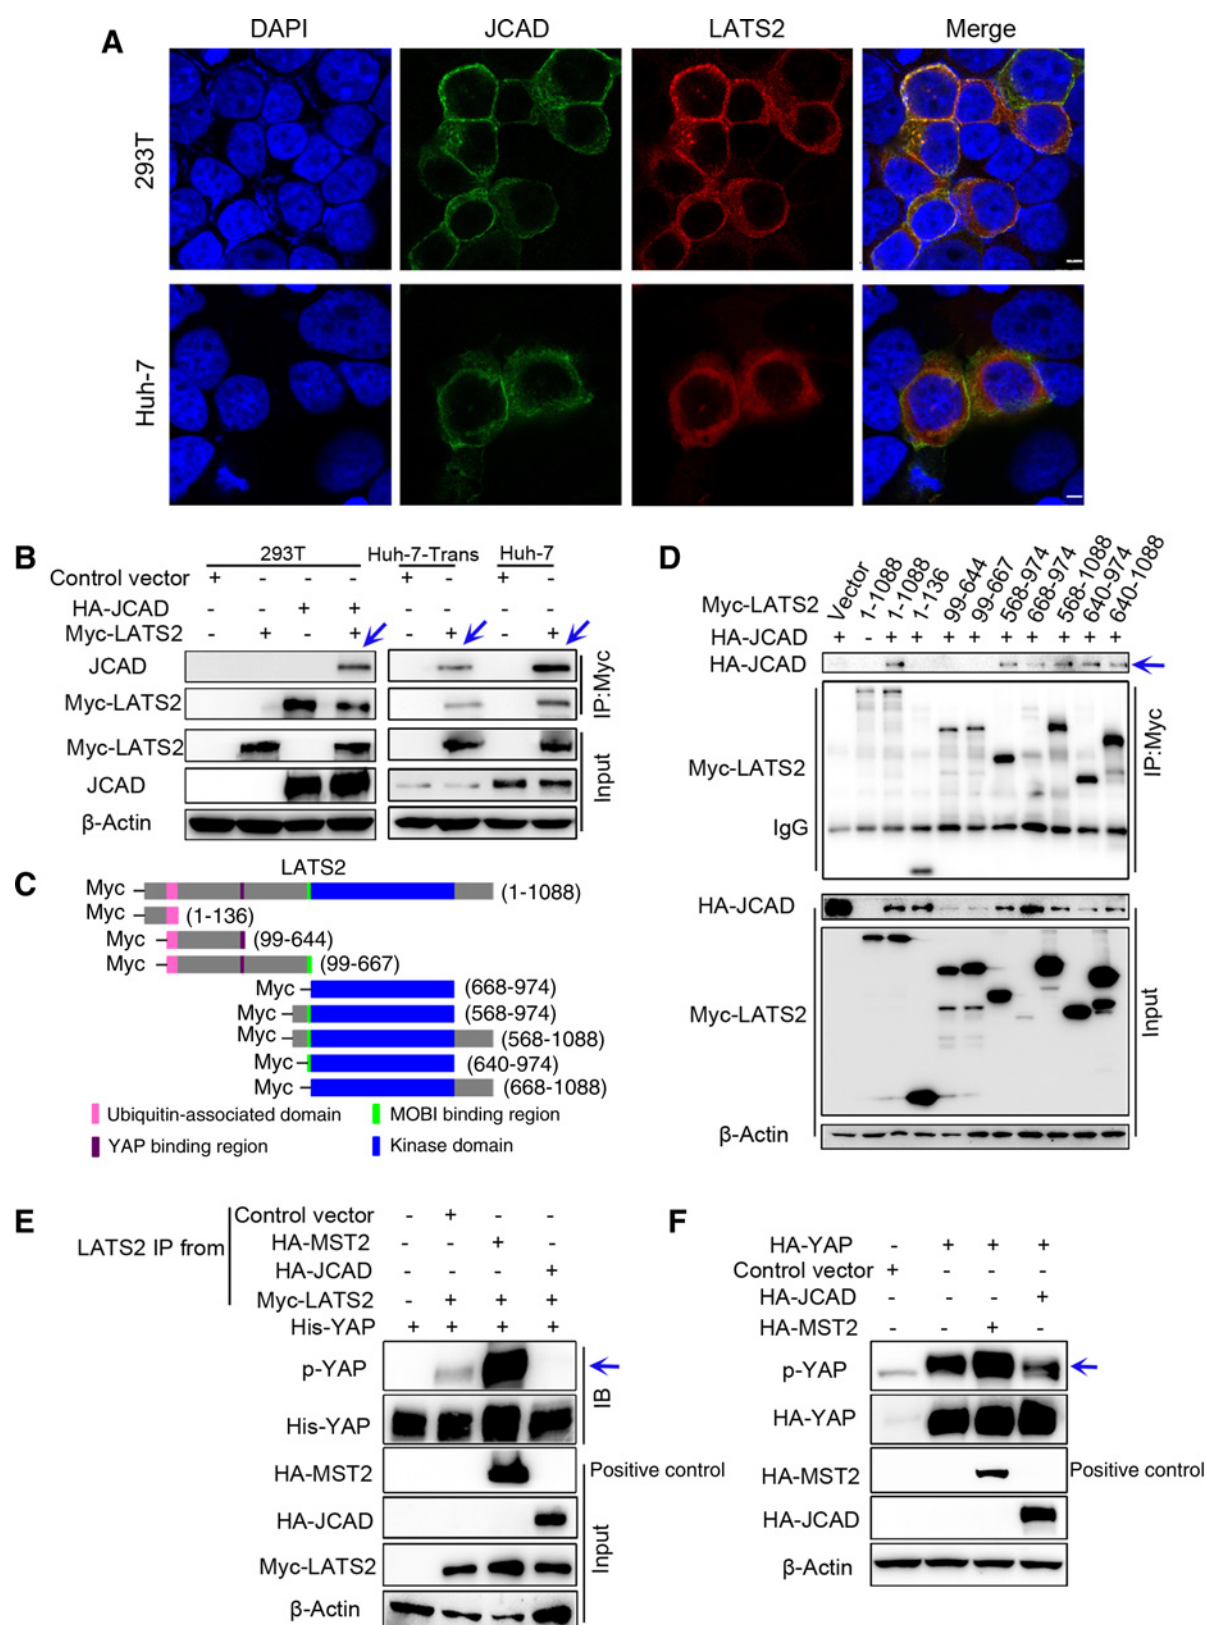 A
DAPI JCAD LATS2 Merge
293T
Huh-7
B
293T Huh-7-Trans Huh-7
Control vector + - - - + - + -
HA-JCAD - - + + - - - -
Myc-LATS2 - + - + - + - +
JCAD
Myc-LATS2
IP:Myc
Myc-LATS2
JCAD
β-Actin
Input
C
LATS2
Myc (1-1088)
Myc (1-136)
Myc (99-644)
Myc (99-667)
Myc (668-974)
Myc (568-974)
Myc (568-1088)
Myc (640-974)
Myc (668-1088)
Ubiquitin-associated domain MOBI binding region
YAP binding region Kinase domain
D
Myc-LATS2 Vector 1-1088 1-1088 1-136 99-644 99-667 568-974 668-974 568-1088 640-974 640-1088
HA-JCAD + - + + + + + + + + +
HA-JCAD
Myc-LATS2
IgG
IP:Myc
HA-JCAD
Myc-LATS2
β-Actin
Input
E
LATS2 IP from
Control vector - + - -
HA-MST2 - - + -
HA-JCAD - - - +
Myc-LATS2 - + + +
His-YAP + + + +
p-YAP
His-YAP
IB
HA-MST2 Positive control
HA-JCAD
Myc-LATS2
β-Actin
Input
F
HA-YAP - + + +
Control vector + - - -
HA-JCAD - - - +
HA-MST2 - - + -
p-YAP
HA-YAP
HA-MST2 Positive control
HA-JCAD
β-Actin